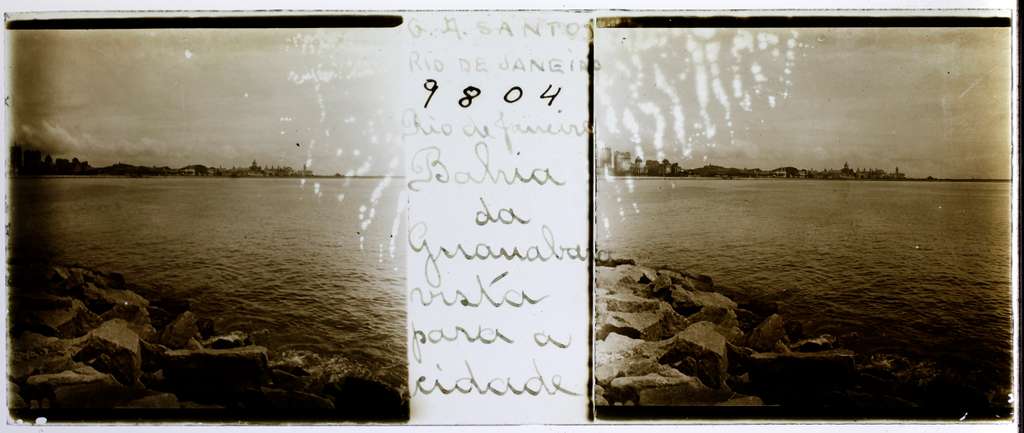 G. A. SANTOS
RIO DE JANEIRO
9804
Rio de Janeiro
Bahia
da
Guanabara
vista
para a
cidade